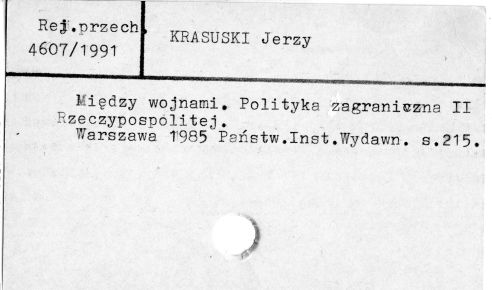 Rej.przech.
4607/1991
KRASUSKI Jerzy
Między wojnami. Polityka zagraniczna II
Rzeczypospolitej.
Warszawa 1985 Państw.Inst.Wydawn. s.215.